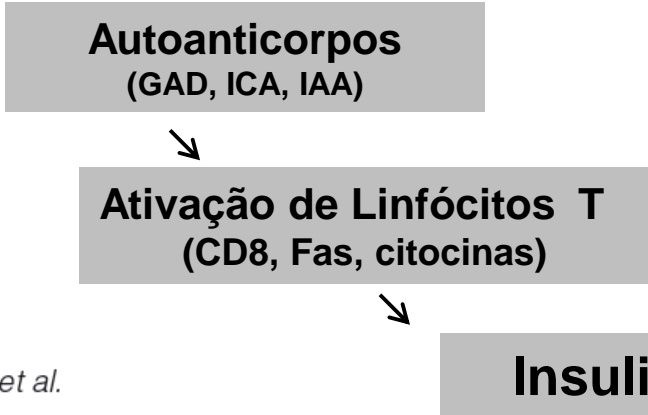 Autoanticorpos
(GAD, ICA, IAA)
Ativação de Linfócitos T
(CD8, Fas, citocinas)
Insuli
et al.